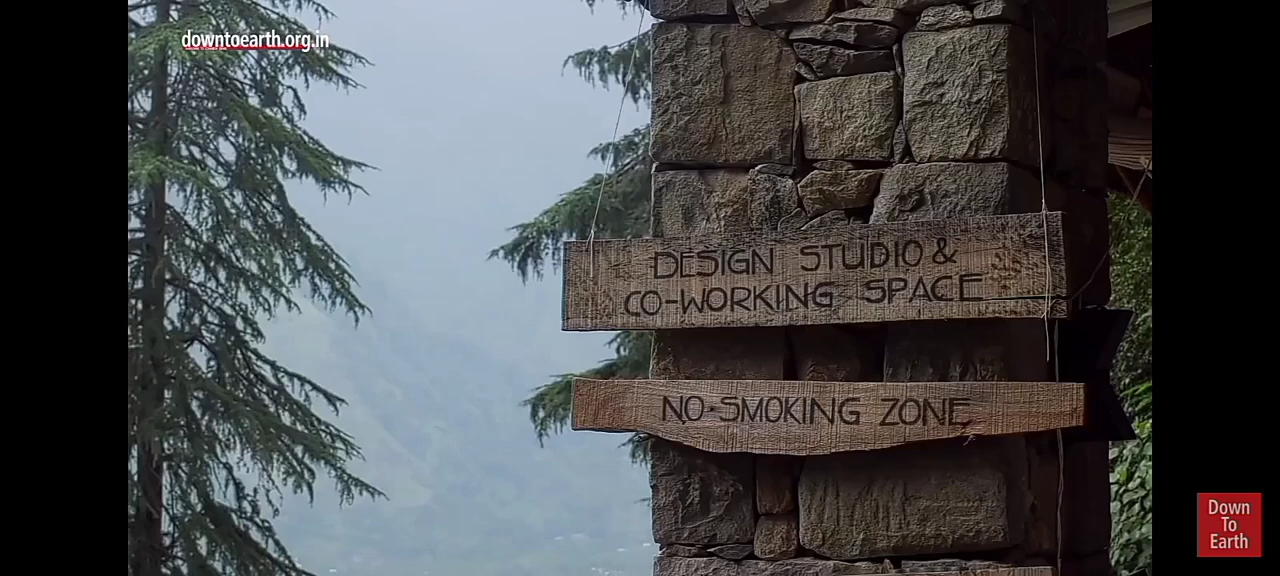 downtoearth.org.in
DESIGN STUDIO &
CO-WORKING SPACE
NO-SMOKING ZONE
Down
To
Earth